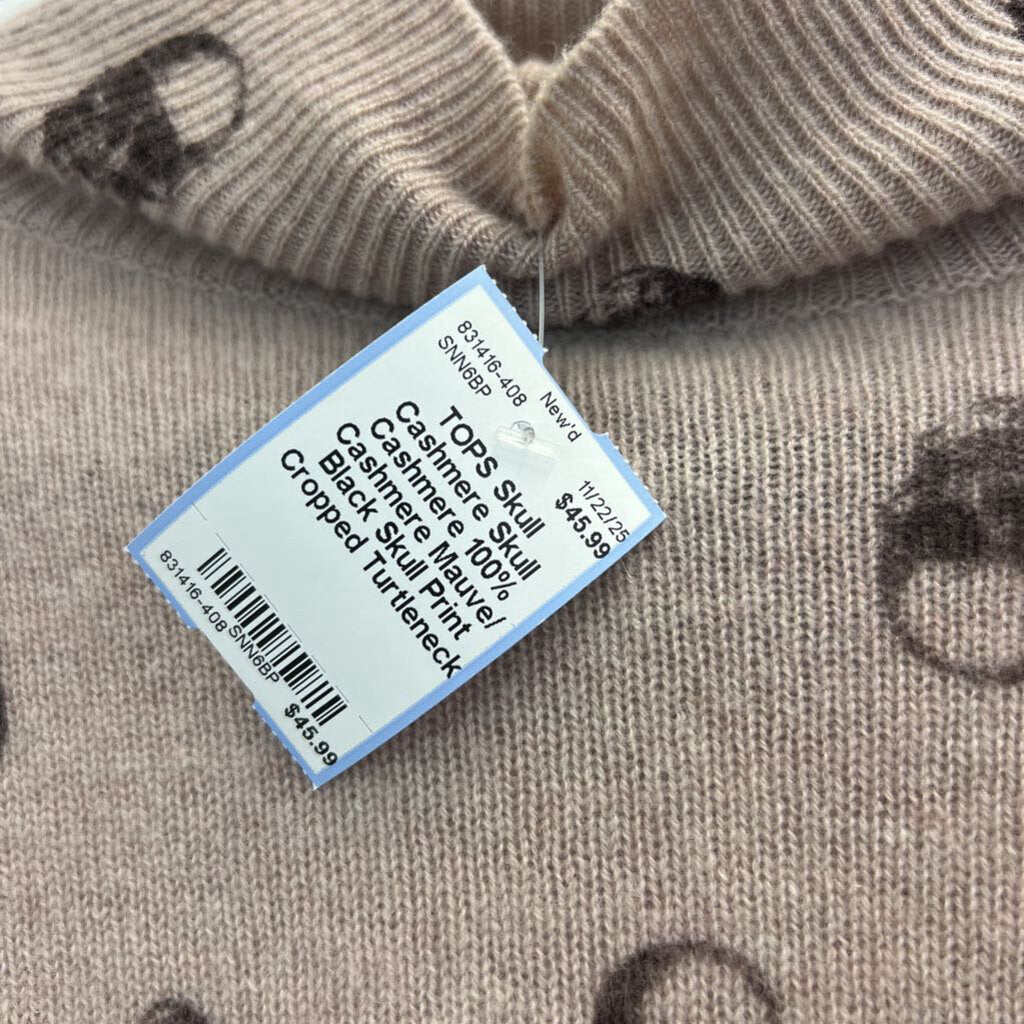 831416-408
SNN6BP
New'd
11/22/25
$45.99
TOPS Skull
Cashmere Skull
Cashmere 100%
Cashmere Mauve/
Black Skull Print
Cropped Turtleneck
831416-408 SNN6BP
$45.99